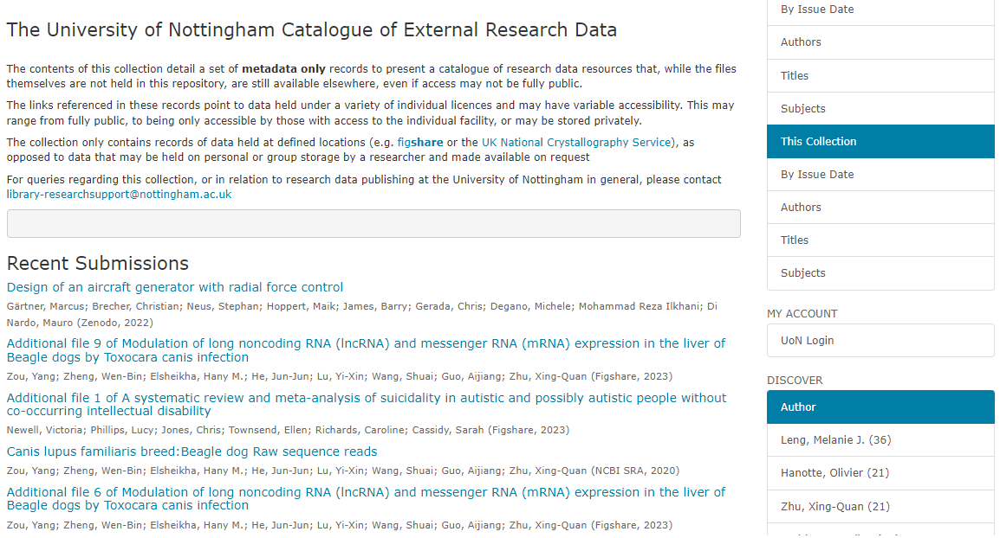 The University of Nottingham Catalogue of External Research Data
The contents of this collection detail a set of metadata only records to present a catalogue of research data resources that, while the files
themselves are not held in this repository, are still available elsewhere, even if access may not be fully public.
The links referenced in these records point to data held under a variety of individual licences and may have variable accessibility. This may
range from fully public, to being only accessible by those with access to the individual facility, or may be stored privately.
The collection only contains records of data held at defined locations (e.g. figshare or the UK National Crystallography Service), as
opposed to data that may be held on personal or group storage by a researcher and made available on request
For queries regarding this collection, or in relation to research data publishing at the University of Nottingham in general, please contact
library-researchsupport@nottingham.ac.uk
Recent Submissions
Design of an aircraft generator with radial force control
Gärtner, Marcus; Brecher, Christian; Neus, Stephan; Hoppert, Maik; James, Barry; Gerada, Chris; Degano, Michele; Mohammad Reza Ilkhani; Di
Nardo, Mauro (Zenodo, 2022)
Additional file 9 of Modulation of long noncoding RNA (lncRNA) and messenger RNA (mRNA) expression in the liver of
Beagle dogs by Toxocara canis infection
Zou, Yang; Zheng, Wen-Bin; Elsheikha, Hany M.; He, Jun-Jun; Lu, Yi-Xin; Wang, Shuai; Guo, Aijiang; Zhu, Xing-Quan (Figshare, 2023)
Additional file 1 of A systematic review and meta-analysis of suicidality in autistic and possibly autistic people without
co-occurring intellectual disability
Newell, Victoria; Phillips, Lucy; Jones, Chris; Townsend, Ellen; Richards, Caroline; Cassidy, Sarah (Figshare, 2023)
Canis lupus familiaris breed:Beagle dog Raw sequence reads
Zou, Yang; Zheng, Wen-Bin; Elsheikha, Hany M.; He, Jun-Jun; Lu, Yi-Xin; Wang, Shuai; Guo, Aijiang; Zhu, Xing-Quan (NCBI SRA, 2020)
Additional file 6 of Modulation of long noncoding RNA (lncRNA) and messenger RNA (mRNA) expression in the liver of
Beagle dogs by Toxocara canis infection
Zou, Yang; Zheng, Wen-Bin; Elsheikha, Hany M.; He, Jun-Jun; Lu, Yi-Xin; Wang, Shuai; Guo, Aijiang; Zhu, Xing-Quan (Figshare, 2023)
By Issue Date
Authors
Titles
Subjects
This Collection
By Issue Date
Authors
Titles
Subjects
MY ACCOUNT
UoN Login
DISCOVER
Author
Leng, Melanie J. (36)
Hanotte, Olivier (21)
Zhu, Xing-Quan (21)